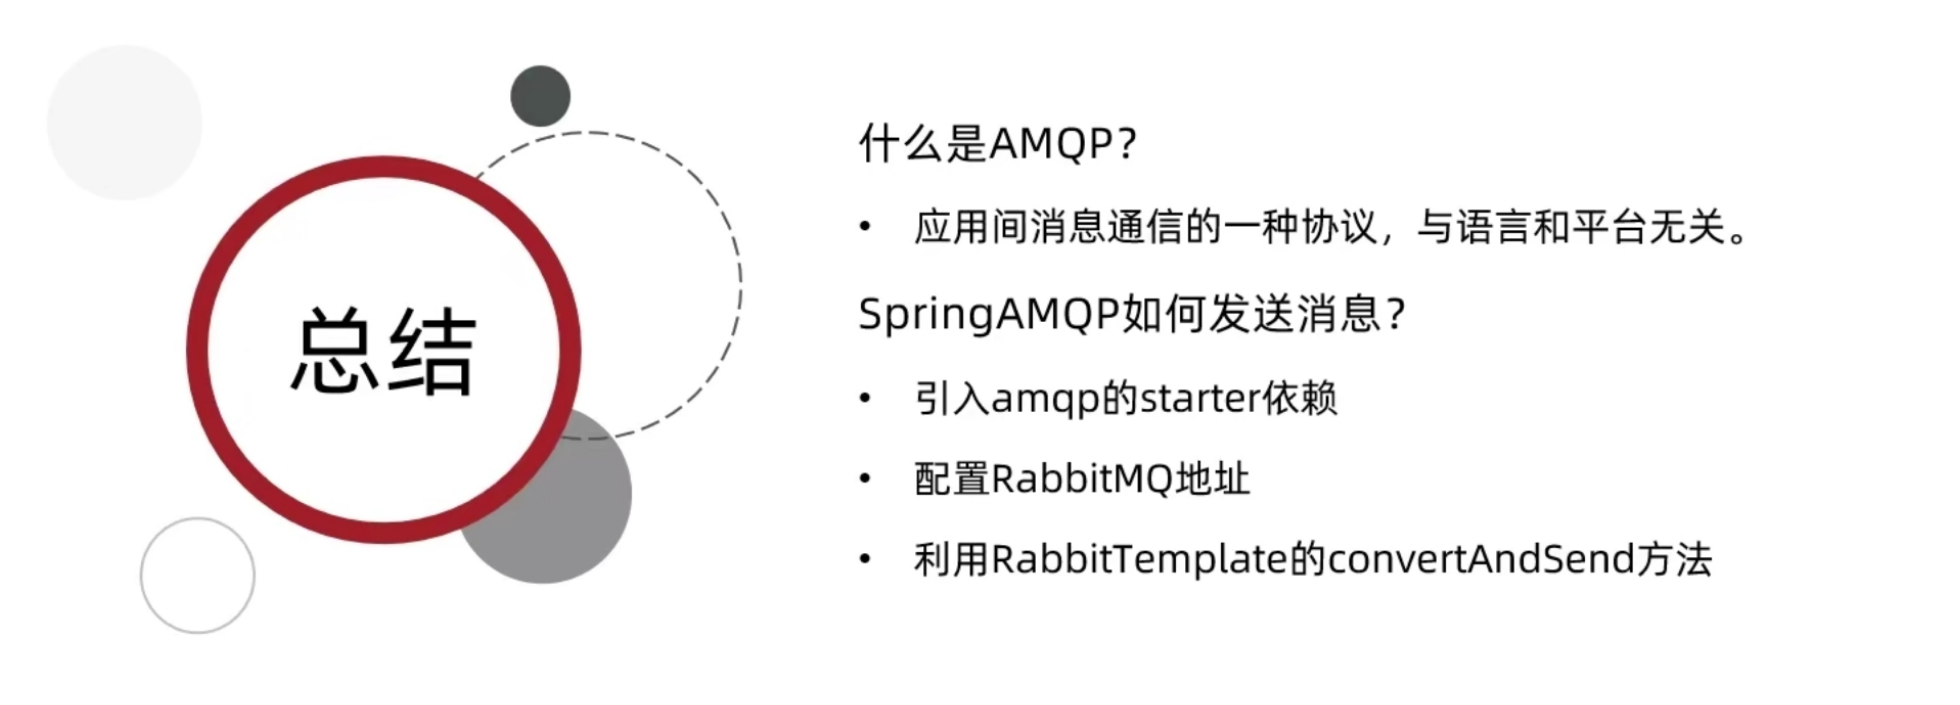 总结
什么是AMQP？
• 应用间消息通信的一种协议，与语言和平台无关。
SpringAMQP如何发送消息？
• 引入amqp的starter依赖
• 配置RabbitMQ地址
• 利用RabbitTemplate的convertAndSend方法